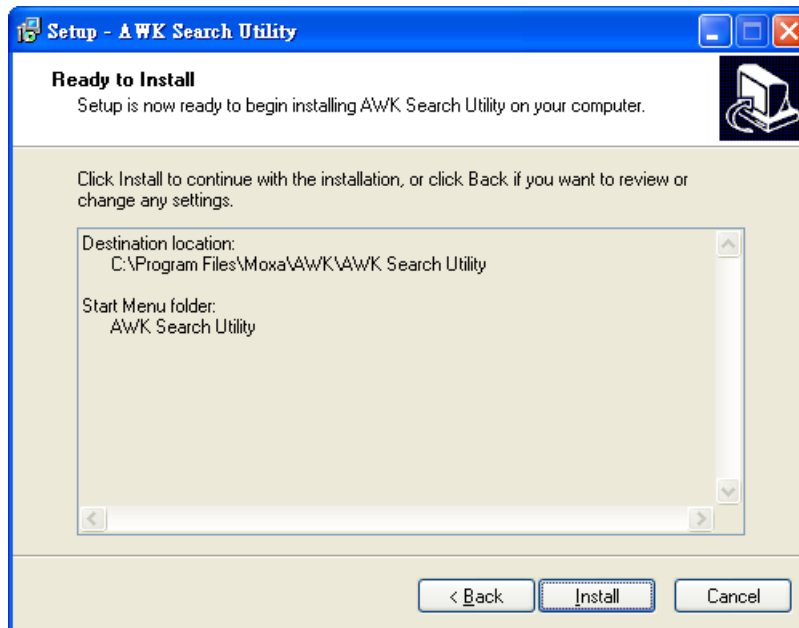 Setup - AWK Search Utility
Ready to Install
Setup is now ready to begin installing AWK Search Utility on your computer.
Click Install to continue with the installation, or click Back if you want to review or
change any settings.
Destination location:
C:\Program Files\Moxa\AWK\AWK Search Utility
Start Menu folder:
AWK Search Utility
< Back
Install
Cancel